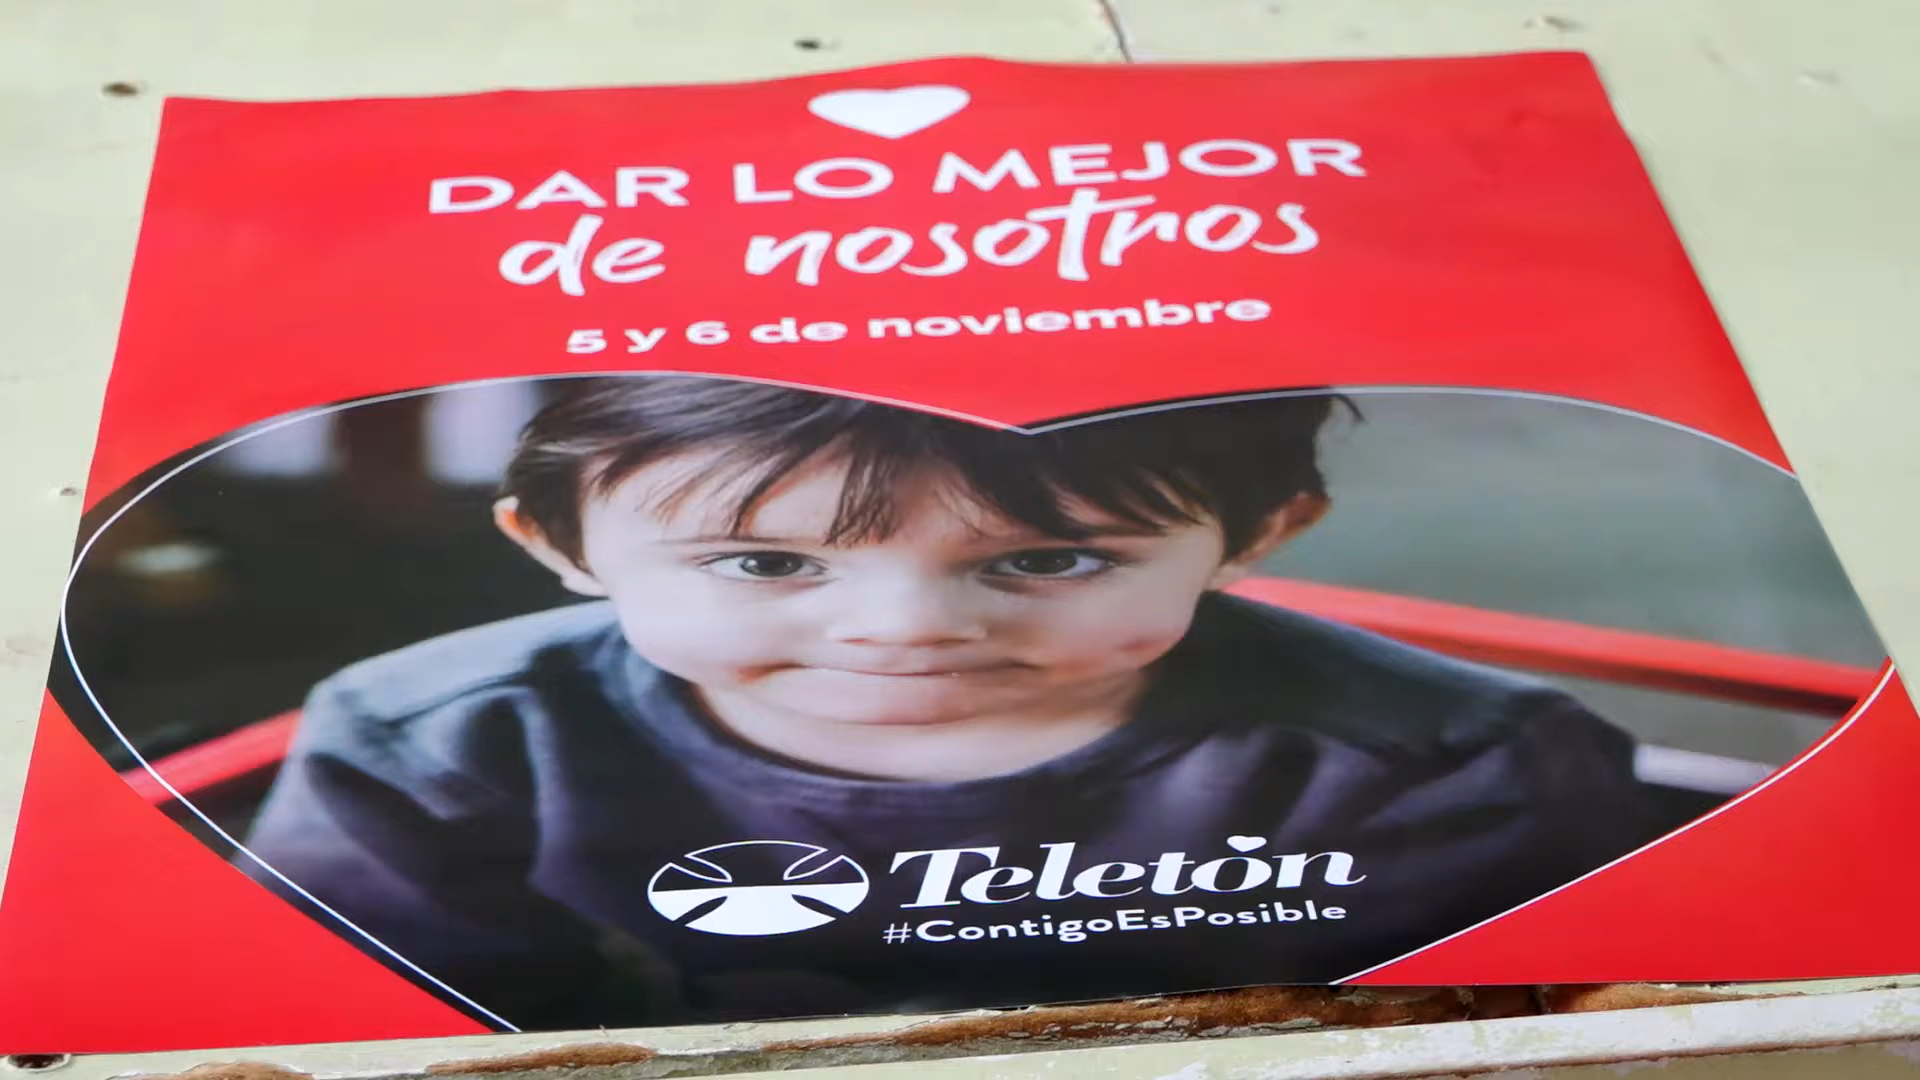 DAR LO MEJOR
de nosotros
5 y 6 de noviembre
Teletón
#ContigoEsPosible